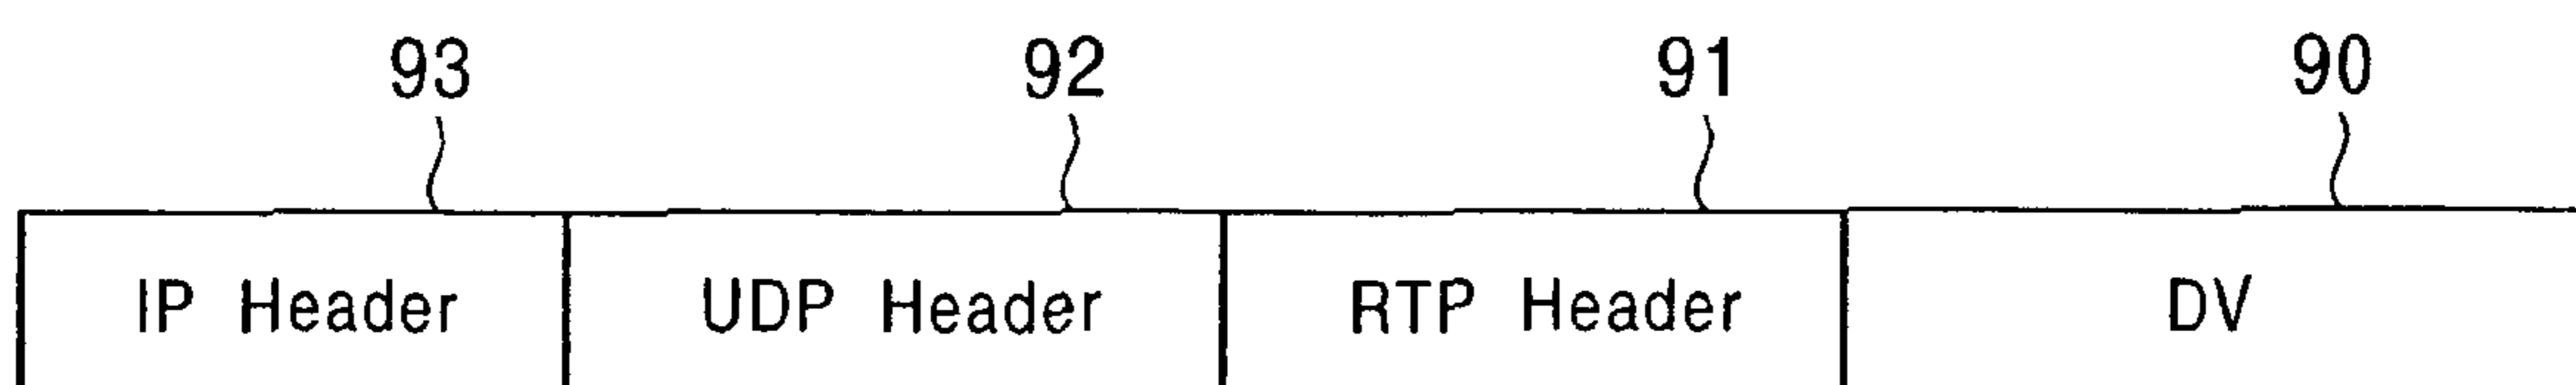 93 92 91 90
IP Header UDP Header RTP Header DV